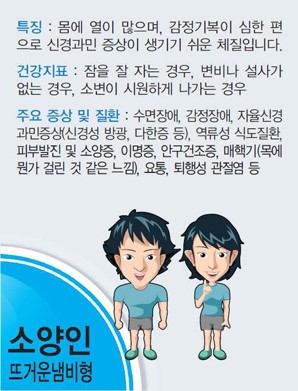 특징 : 몸에 열이 많으며, 감정기복이 심한 편
으로 신경과민 증상이 생기기 쉬운 체질입니다.
건강지표 : 잠을 잘 자는 경우, 변비나 설사가
없는 경우, 소변이 시원하게 나가는 경우
주요 증상 및 질환 : 수면장애, 감정장애, 자율신경
과민증상(신경성 방광, 다한증 등), 역류성 식도질환,
피부발진 및 소양증, 이명증, 안구건조증, 매핵기(목에
뭔가 걸린 것 같은 느낌), 요통, 퇴행성 관절염 등
소양인
뜨거운냄비형